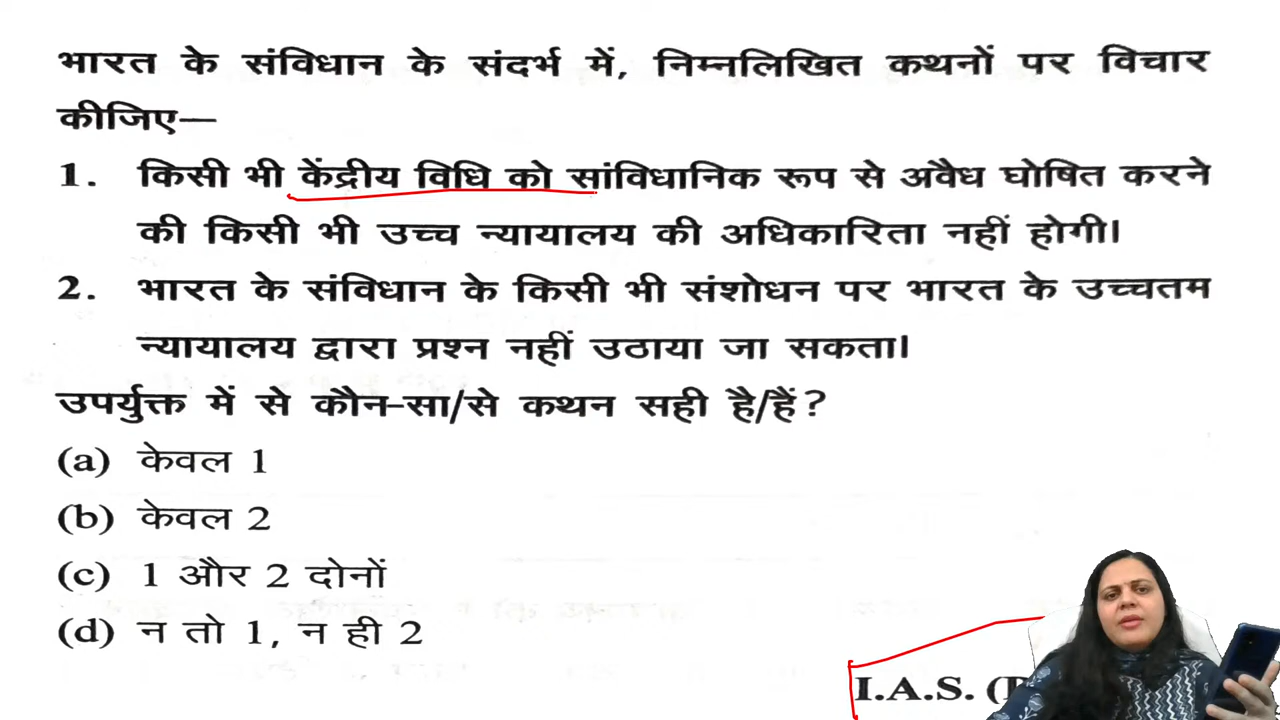 भारत के संविधान के संदर्भ में, निम्नलिखित कथनों पर विचार
कीजिए—
1. किसी भी केंद्रीय विधि को सांविधानिक रूप से अवैध घोषित करने
की किसी भी उच्च न्यायालय की अधिकारिता नहीं होगी।
2. भारत के संविधान के किसी भी संशोधन पर भारत के उच्चतम
न्यायालय द्वारा प्रश्न नहीं उठाया जा सकता।
उपर्युक्त में से कौन-सा/से कथन सही है/हैं?
(a) केवल 1
(b) केवल 2
(c) 1 और 2 दोनों
(d) न तो 1, न ही 2
I.A.S.